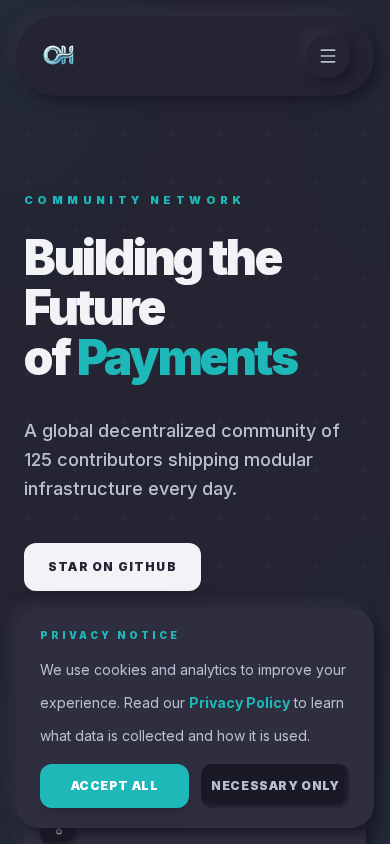 OH
COMMUNITY NETWORK
Building the
Future
of Payments
A global decentralized community of
125 contributors shipping modular
infrastructure every day.
STAR ON GITHUB
PRIVACY NOTICE
We use cookies and analytics to improve your
experience. Read our Privacy Policy to learn
what data is collected and how it is used.
ACCEPT ALL
NECESSARY ONLY